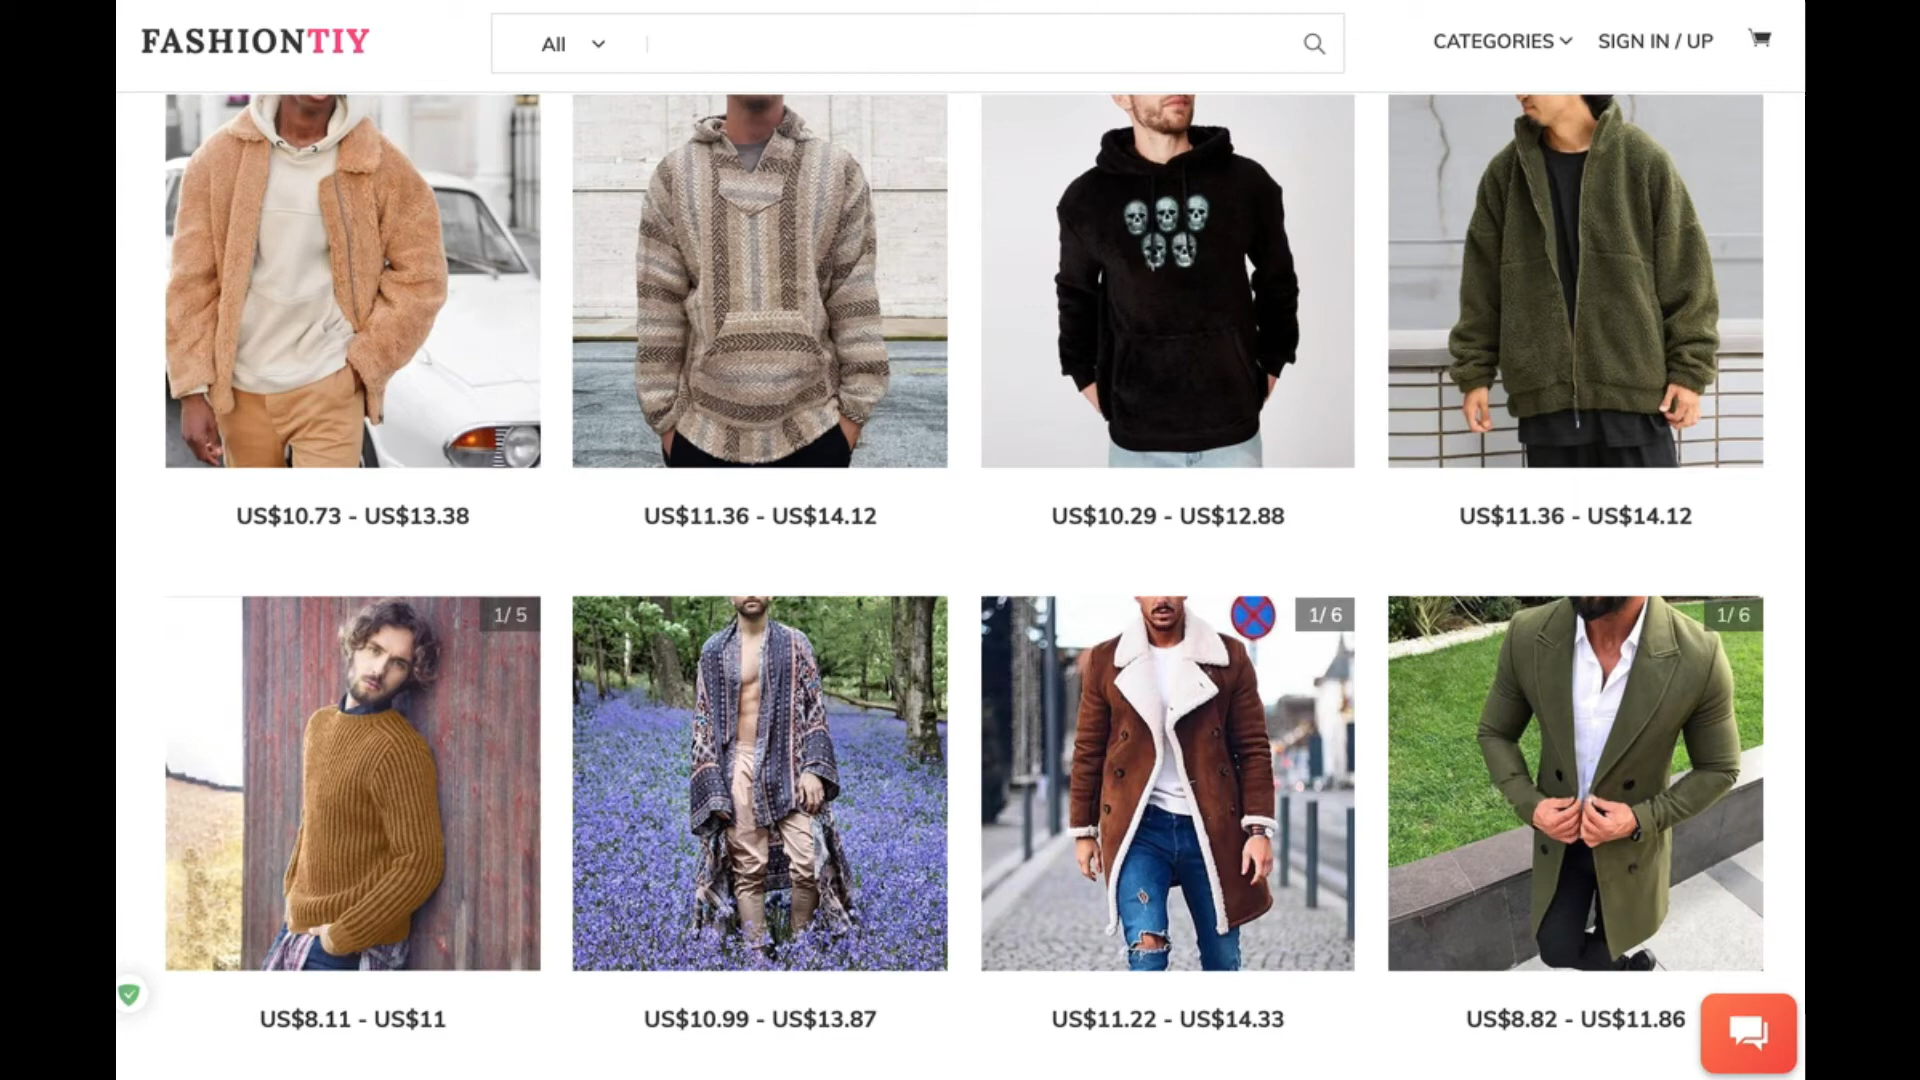 FASHIONTIY
All
CATEGORIES
SIGN IN / UP
US$10.73 - US$13.38
US$11.36 - US$14.12
US$10.29 - US$12.88
US$11.36 - US$14.12
1/ 5
1/ 6
1/ 6
US$8.11 - US$11
US$10.99 - US$13.87
US$11.22 - US$14.33
US$8.82 - US$11.86